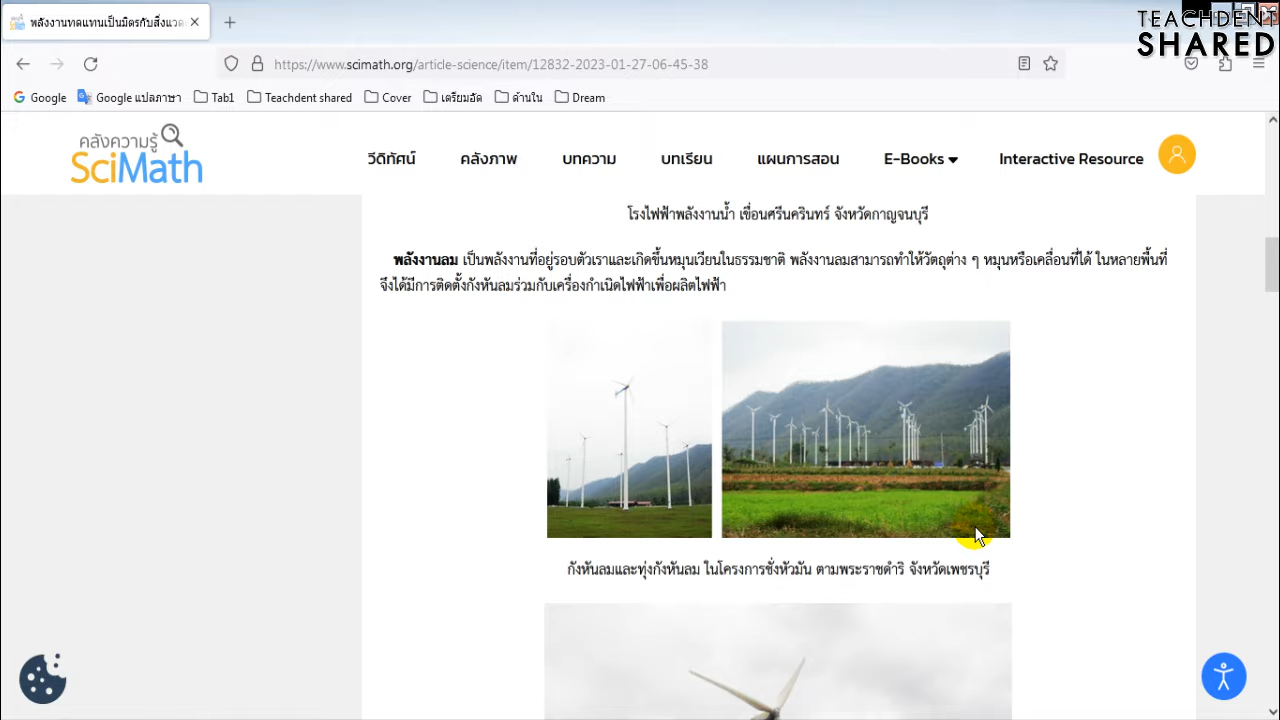 TEACHDENT
SHARED
พลังงานทดแทนเป็นมิตรกับสิ่งแวด
https://www.scimath.org/article-science/item/12832-2023-01-27-06-45-38
Google
Google แปลภาษา
Tab1
Teachdent shared
Cover
เตรียมอัด
ด้านใน
Dream
คลังความรู้
SciMath
วีดิทัศน์
คลังภาพ
บทความ
บทเรียน
แผนการสอน
E-Books
Interactive Resource
โรงไฟฟ้าพลังงานน้ำ เขื่อนศรีนครินทร์ จังหวัดกาญจนบุรี
พลังงานลม เป็นพลังงานที่อยู่รอบตัวเราและเกิดขึ้นหมุนเวียนในธรรมชาติ พลังงานลมสามารถทำให้วัตถุต่าง ๆ หมุนหรือเคลื่อนที่ได้ ในหลายพื้นที่
จึงได้มีการติดตั้งกังหันลมร่วมกับเครื่องกำเนิดไฟฟ้าเพื่อผลิตไฟฟ้า
กังหันลมและทุ่งกังหันลม ในโครงการชั่งหัวมัน ตามพระราชดำริ จังหวัดเพชรบุรี